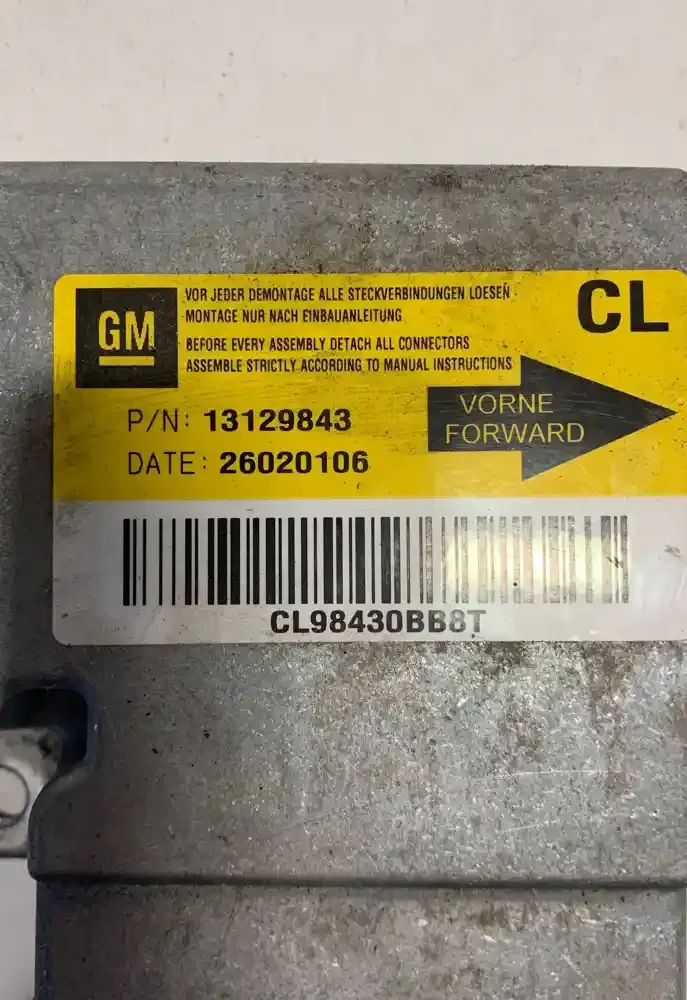 GM
VOR JEDER DEMONTAGE ALLE STECKVERBINDUNGEN LOESEN
MONTAGE NUR NACH EINBAUANLEITUNG
BEFORE EVERY ASSEMBLY DETACH ALL CONNECTORS
ASSEMBLE STRICTLY ACCORDING TO MANUAL INSTRUCTIONS
CL
P/N: 13129843
DATE: 26020106
VORNE
FORWARD
CL98430BB8T